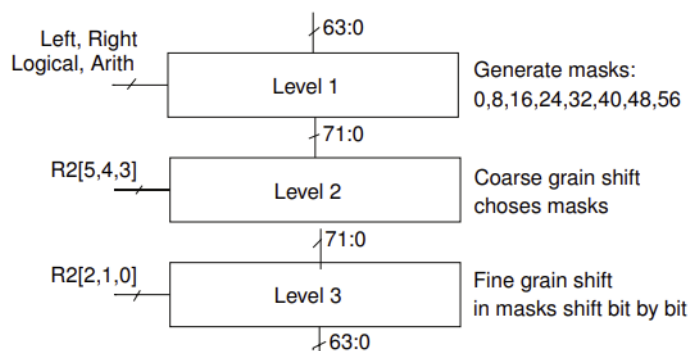 63:0
Left, Right
Logical, Arith
Level 1
Generate masks:
0,8,16,24,32,40,48,56
71:0
R2[5,4,3]
Level 2
Coarse grain shift
choses masks
71:0
R2[2,1,0]
Level 3
Fine grain shift
in masks shift bit by bit
63:0